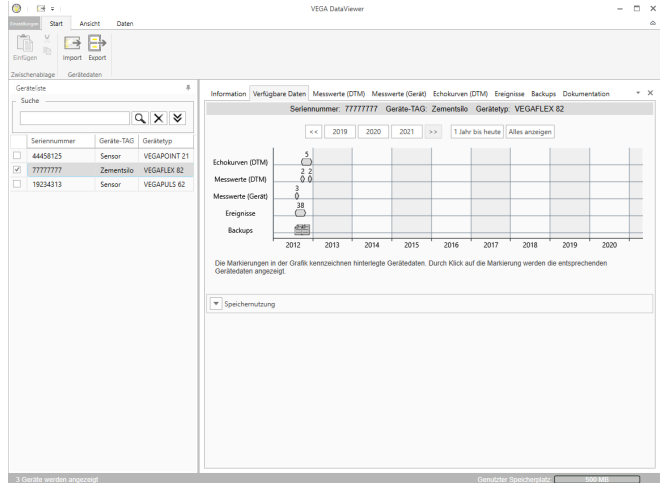 VEGA DataViewer
Einstellungen Start Ansicht Daten
Einfügen Import Export
Zwischenablage Gerätedaten
Geräteliste
Suche
Seriennummer Geräte-TAG Gerätetyp
44458125 Sensor VEGAPOINT 21
77777777 Zementsilo VEGAFLEX 82
19234313 Sensor VEGAPULS 62
Information Verfügbare Daten Messwerte (DTM) Messwerte (Gerät) Echokurven (DTM) Ereignisse Backups Dokumentation
Seriennummer: 77777777 Geräte-TAG: Zementsilo Gerätetyp: VEGAFLEX 82
<< 2019 2020 2021 >> 1 Jahr bis heute Alles anzeigen
5
Echokurven (DTM)
2 2
Messwerte (DTM)
3
Messwerte (Gerät)
38
Ereignisse
Backups
2012 2013 2014 2015 2016 2017 2018 2019 2020
Die Markierungen in der Grafik kennzeichnen hinterlegte Gerätedaten. Durch Klick auf die Markierung werden die entsprechenden
Gerätedaten angezeigt.
Speichernutzung
3 Geräte werden angezeigt
Genutzter Speicherplatz: 500 MB